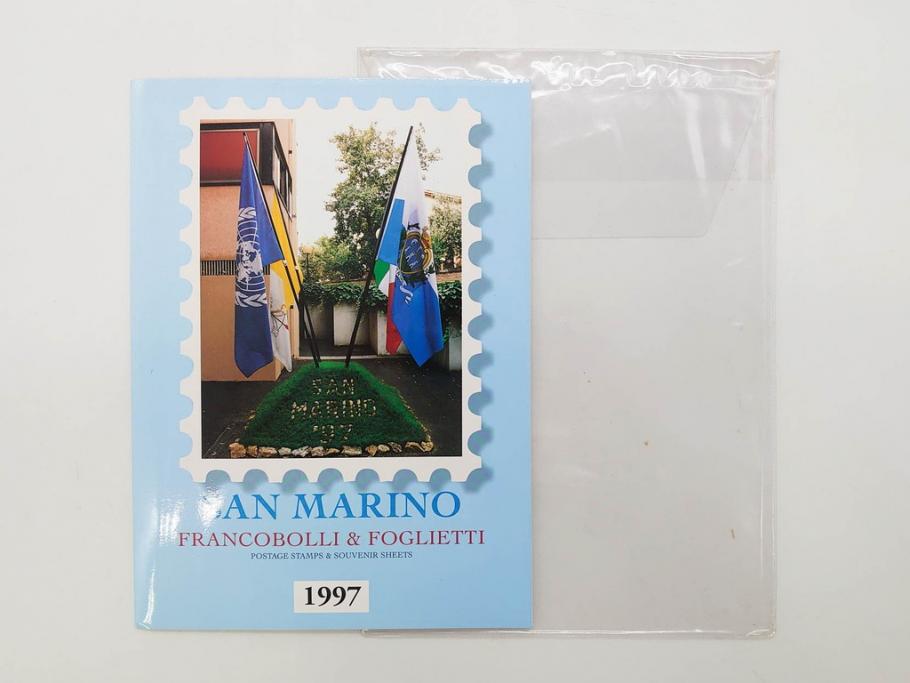 SAN
MARINO
'97
SAN MARINO
FRANCOBOLLI & FOGLIETTI
POSTAGE STAMPS & SOUVENIR SHEETS
1997